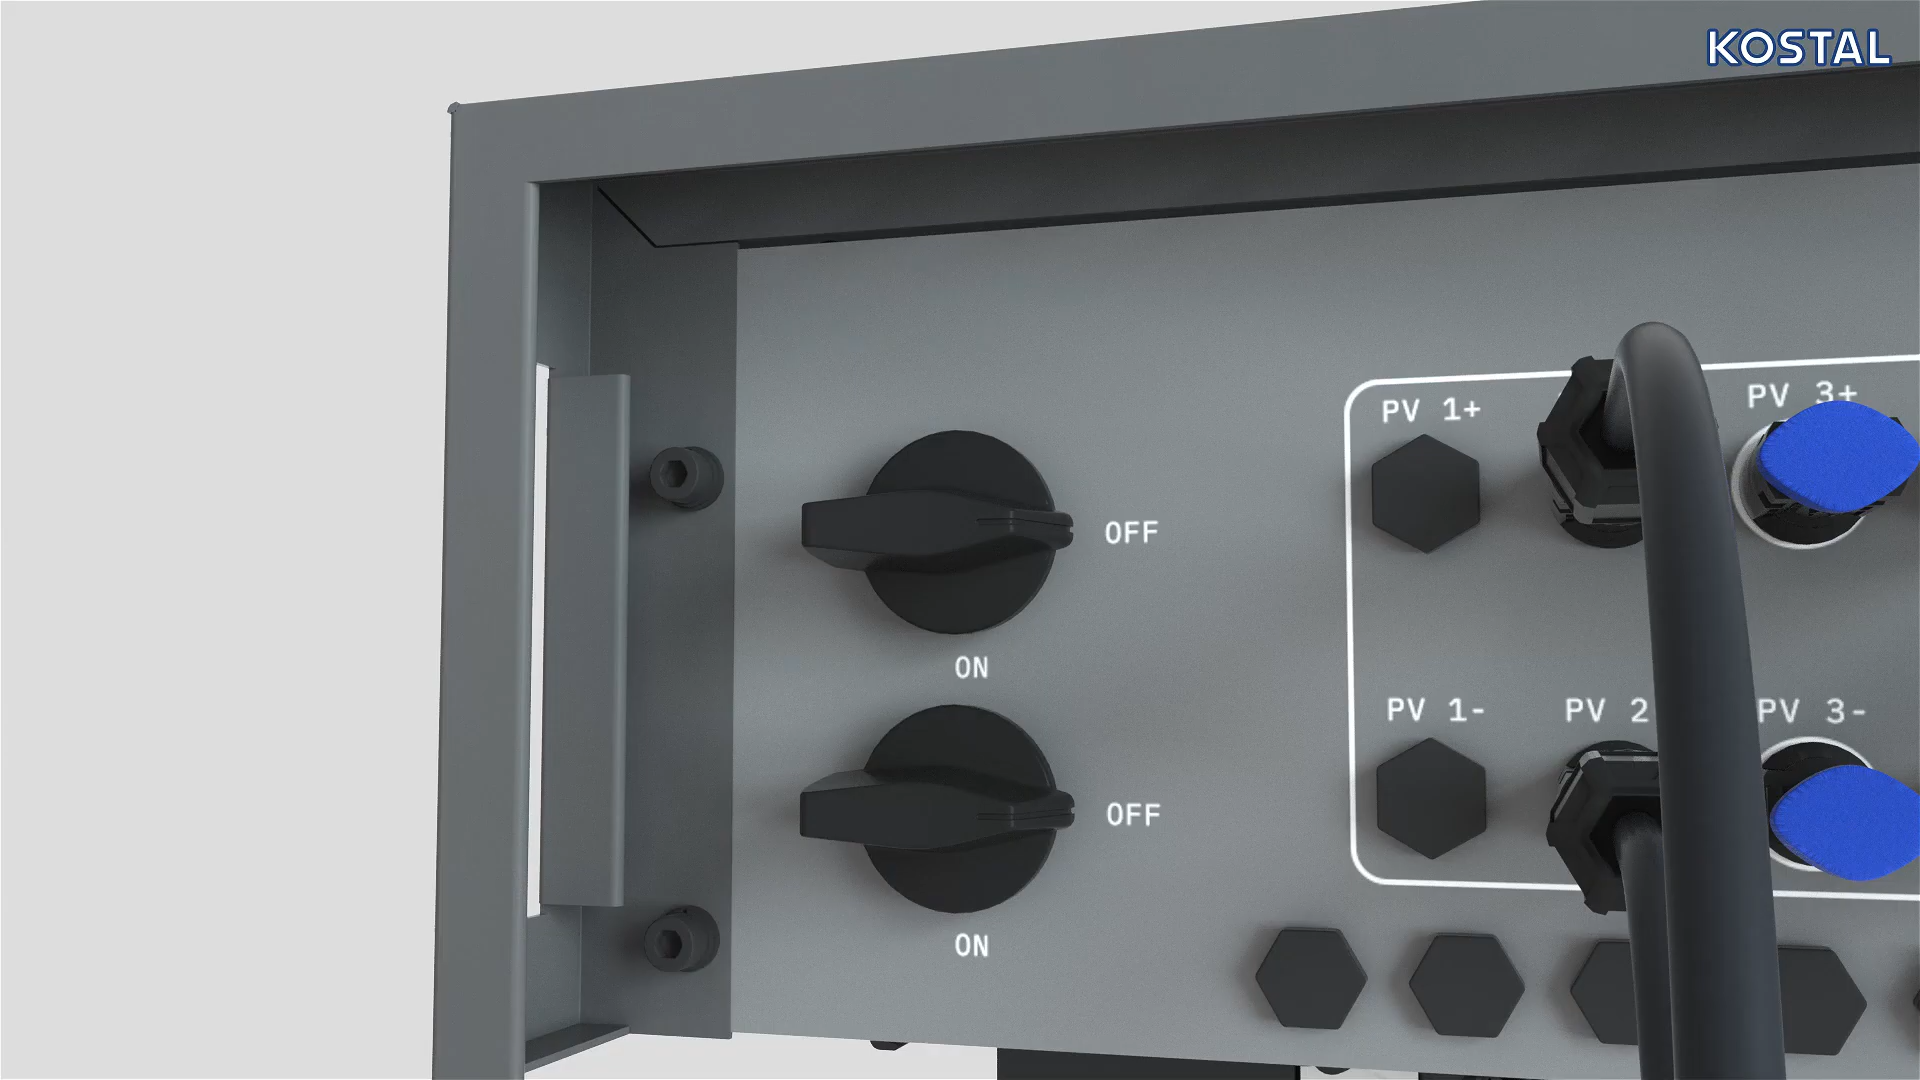 KOSTAL
PV 1+
PV 3+
OFF
ON
PV 1-
PV 2
PV 3-
OFF
ON